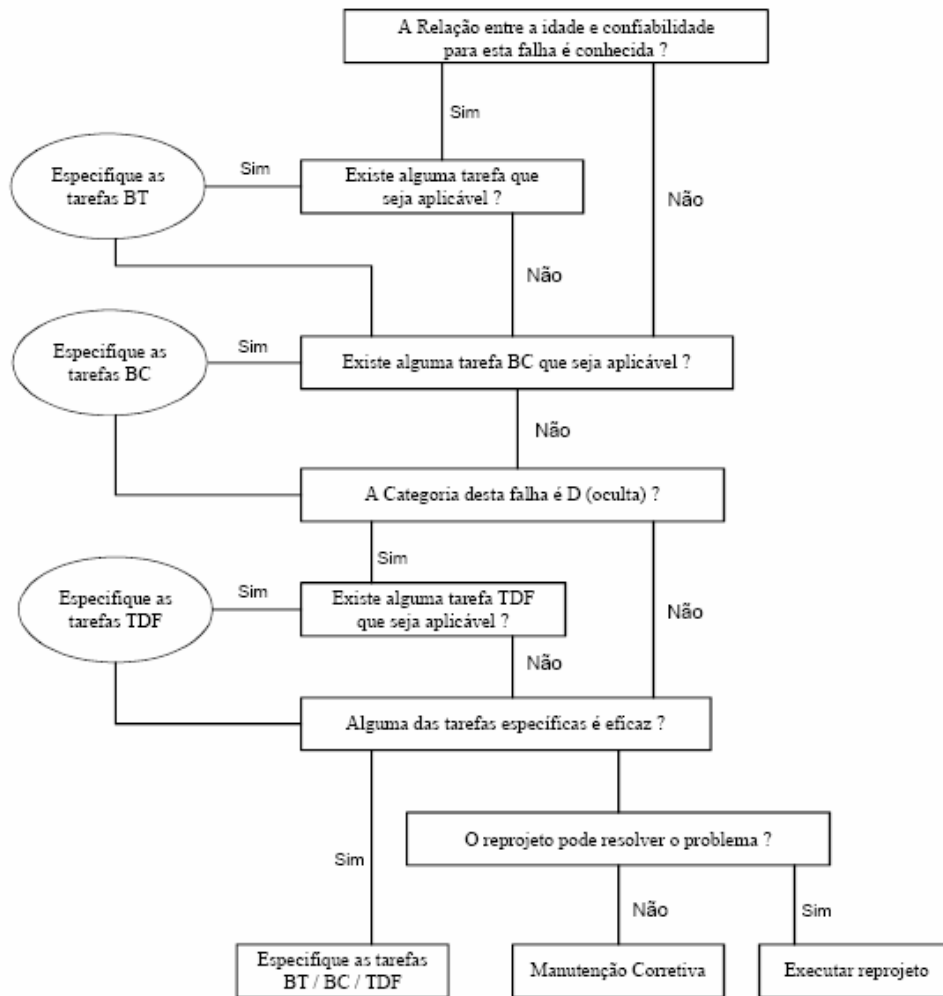 A Relação entre a idade e confiabilidade
para esta falha é conhecida ?
Sim
Especifique as
tarefas BT
Sim
Existe alguma tarefa que
seja aplicável ?
Não
Não
Especifique as
tarefas BC
Sim
Existe alguma tarefa BC que seja aplicável ?
Não
A Categoria desta falha é D (oculta) ?
Sim
Especifique as
tarefas TDF
Sim
Existe alguma tarefa TDF
que seja aplicável ?
Não
Não
Alguma das tarefas específicas é eficaz ?
O reprojeto pode resolver o problema ?
Sim
Não
Sim
Especifique as tarefas
BT / BC / TDF
Manutenção Corretiva
Executar reprojeto